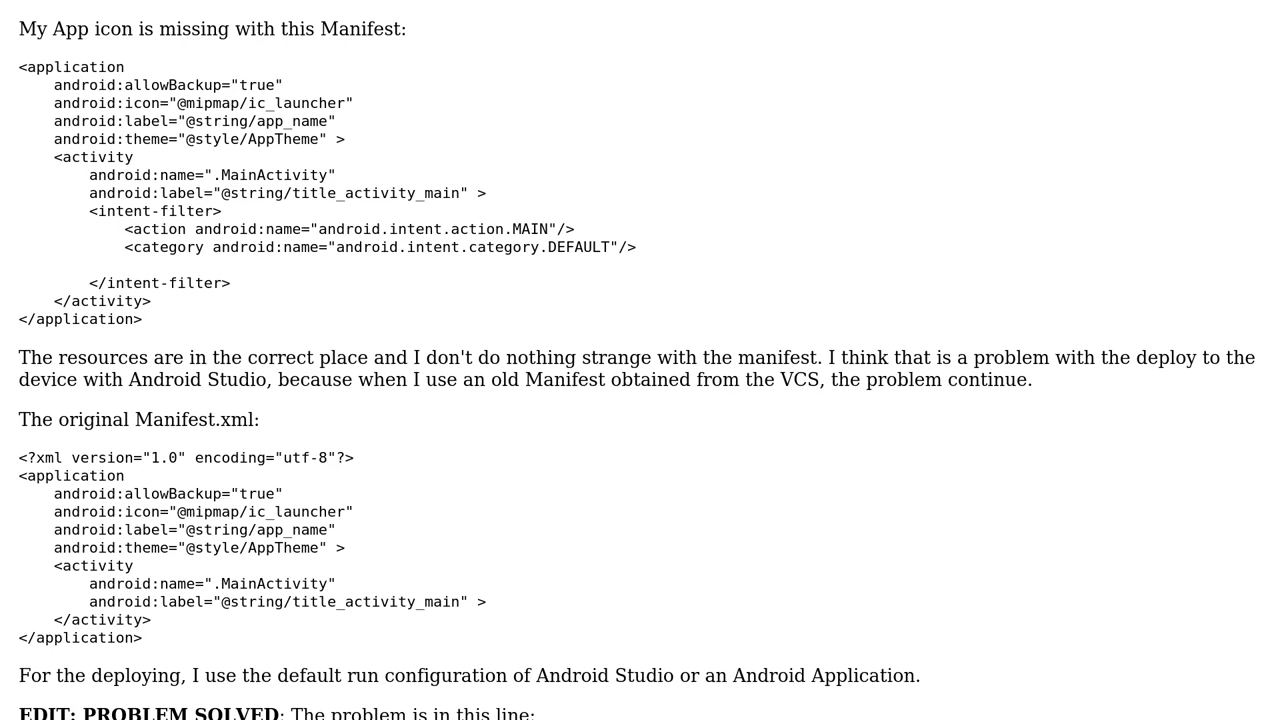 My App icon is missing with this Manifest:
<application
    android:allowBackup="true"
    android:icon="@mipmap/ic_launcher"
    android:label="@string/app_name"
    android:theme="@style/AppTheme" >
    <activity
        android:name=".MainActivity"
        android:label="@string/title_activity_main" >
        <intent-filter>
            <action android:name="android.intent.action.MAIN"/>
            <category android:name="android.intent.category.DEFAULT"/>
        </intent-filter>
    </activity>
</application>
The resources are in the correct place and I don't do nothing strange with the manifest. I think that is a problem with the deploy to the
device with Android Studio, because when I use an old Manifest obtained from the VCS, the problem continue.
The original Manifest.xml:
<?xml version="1.0" encoding="utf-8"?>
<application
    android:allowBackup="true"
    android:icon="@mipmap/ic_launcher"
    android:label="@string/app_name"
    android:theme="@style/AppTheme" >
    <activity
        android:name=".MainActivity"
        android:label="@string/title_activity_main" >
    </activity>
</application>
For the deploying, I use the default run configuration of Android Studio or an Android Application.
EDIT: PROBLEM SOLVED: The problem is in this line: